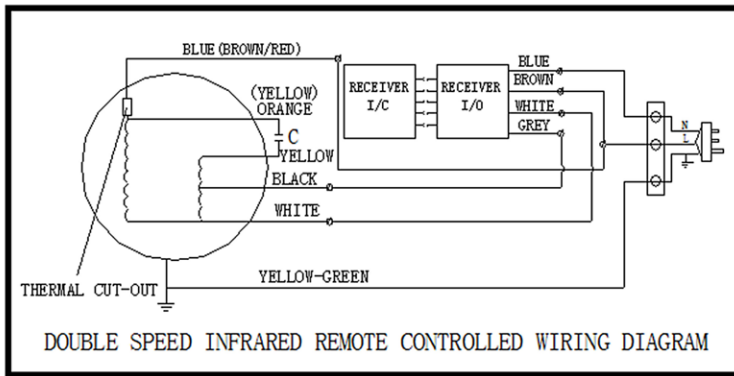 BLUE(BROWN/RED)
(YELLOW)
ORANGE
C
YELLOW
BLACK
WHITE
RECEIVER
I/C
RECEIVER
I/O
BLUE
BROWN
WHITE
GREY
N
L
THERMAL CUT-OUT
YELLOW-GREEN
DOUBLE SPEED INFRARED REMOTE CONTROLLED WIRING DIAGRAM